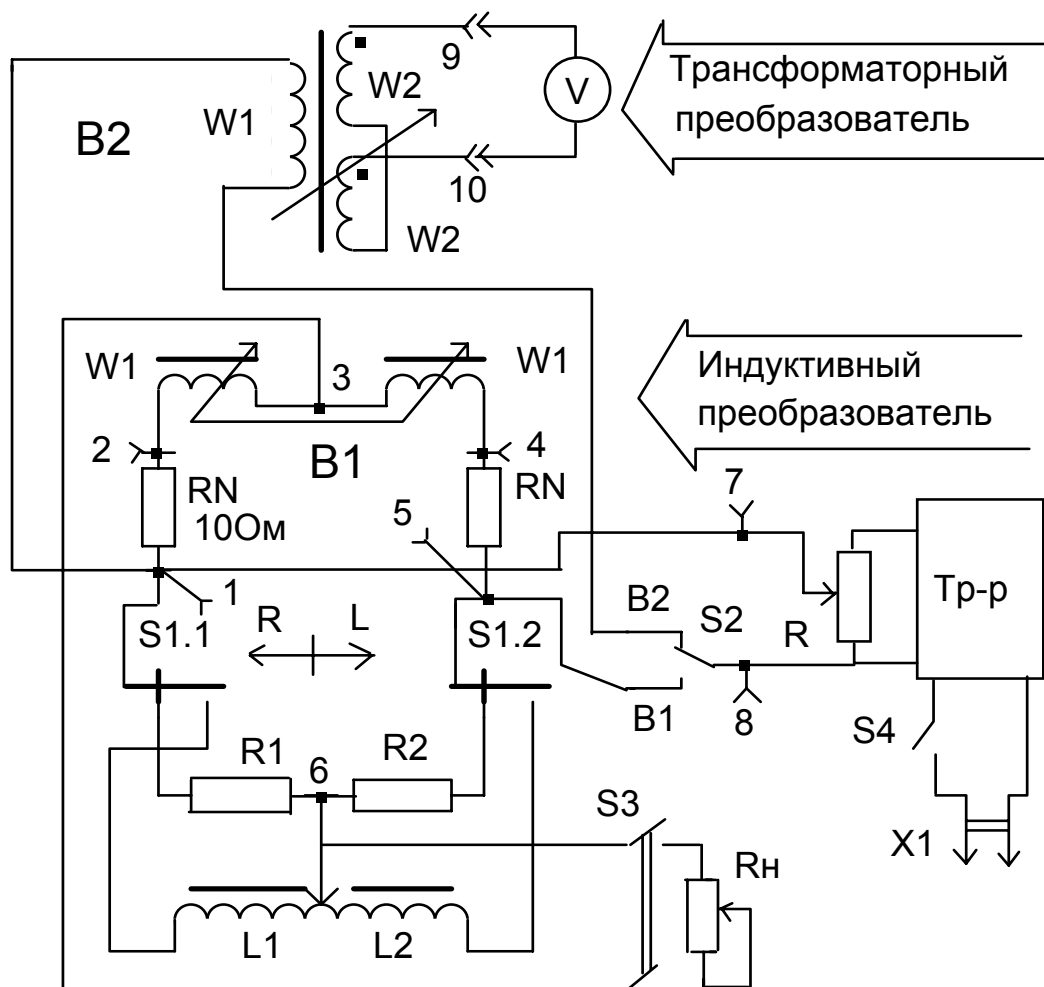 9
W2
V
Трансформаторный
преобразователь
W1
B2
10
W2
W1
3
W1
Индуктивный
преобразователь
2
B1
4
RN
10Ом
RN
5
7
1
Тр-р
R
L
S1.1
S1.2
B2
S2
R
B1
8
S4
R1
6
R2
S3
X1
Rн
L1
L2